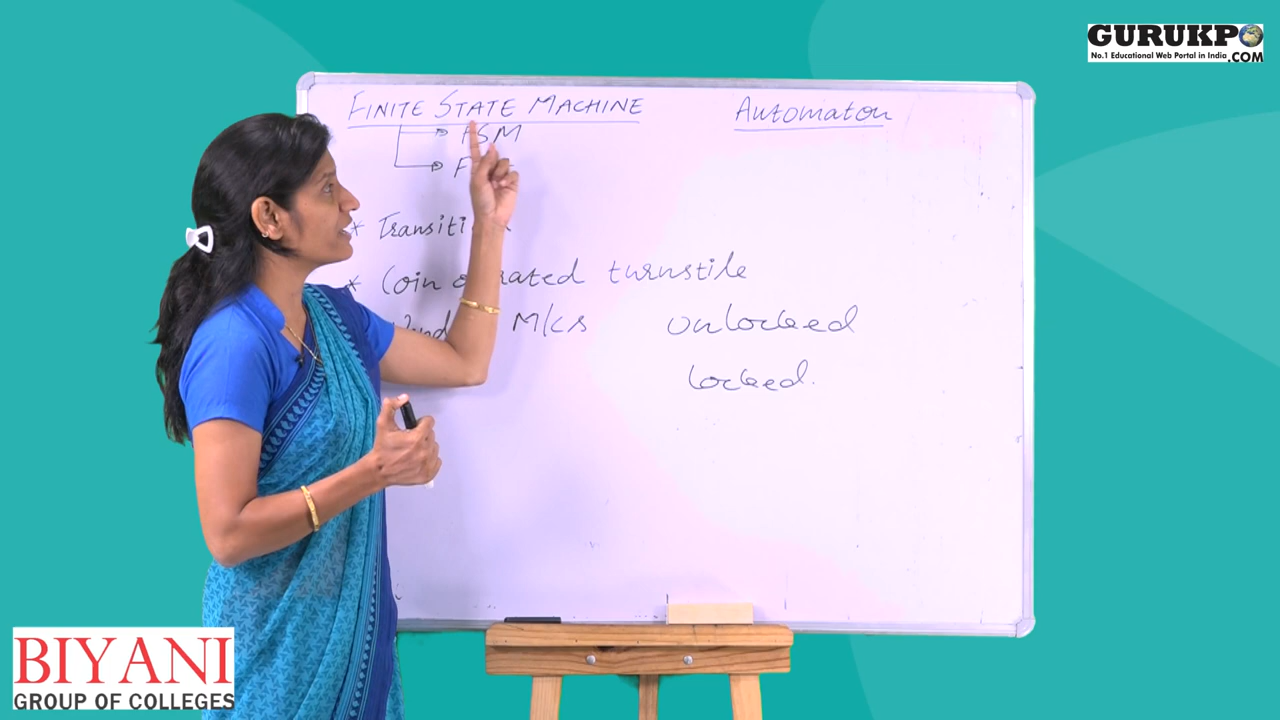 GURUKPO
No.1 Educational Web Portal in India .COM
FINITE STATE MACHINE
Automaton
FSM
* 
* Coin turnstile
M/Cs
unlocked
locked.
BIYANI
GROUP OF COLLEGES